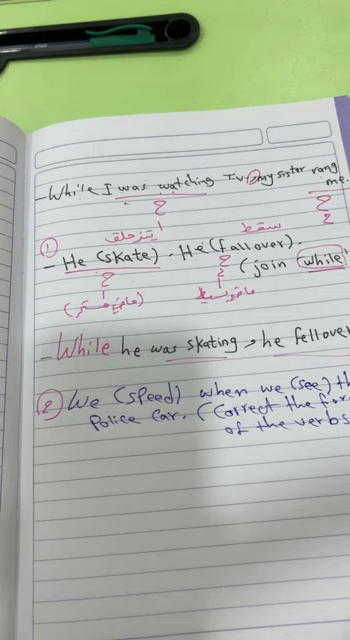 - While I was watching TV, my sister rang me.
① يتزحلق سقط
- He (skate). He (fall over).
(join (while)
(ماضي مستمر) ماضي بسيط
- While he was skating, he fell over
② We (speed) when we (see) th
Police car. (Correct the for
of the verbs